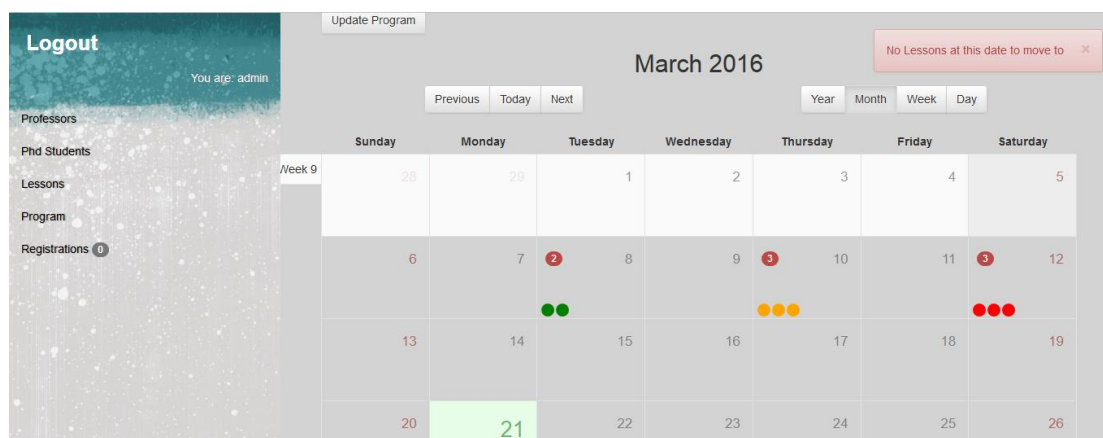 Logout
You are: admin
Professors
Phd Students
Lessons
Program
Registrations 0
Update Program
No Lessons at this date to move to ×
March 2016
Previous Today Next
Year Month Week Day
Sunday Monday Tuesday Wednesday Thursday Friday Saturday
Week 9
28 29 1 2 3 4 5
6 7 2 8 9 3 10 11 3 12
13 14 15 16 17 18 19
20 21 22 23 24 25 26